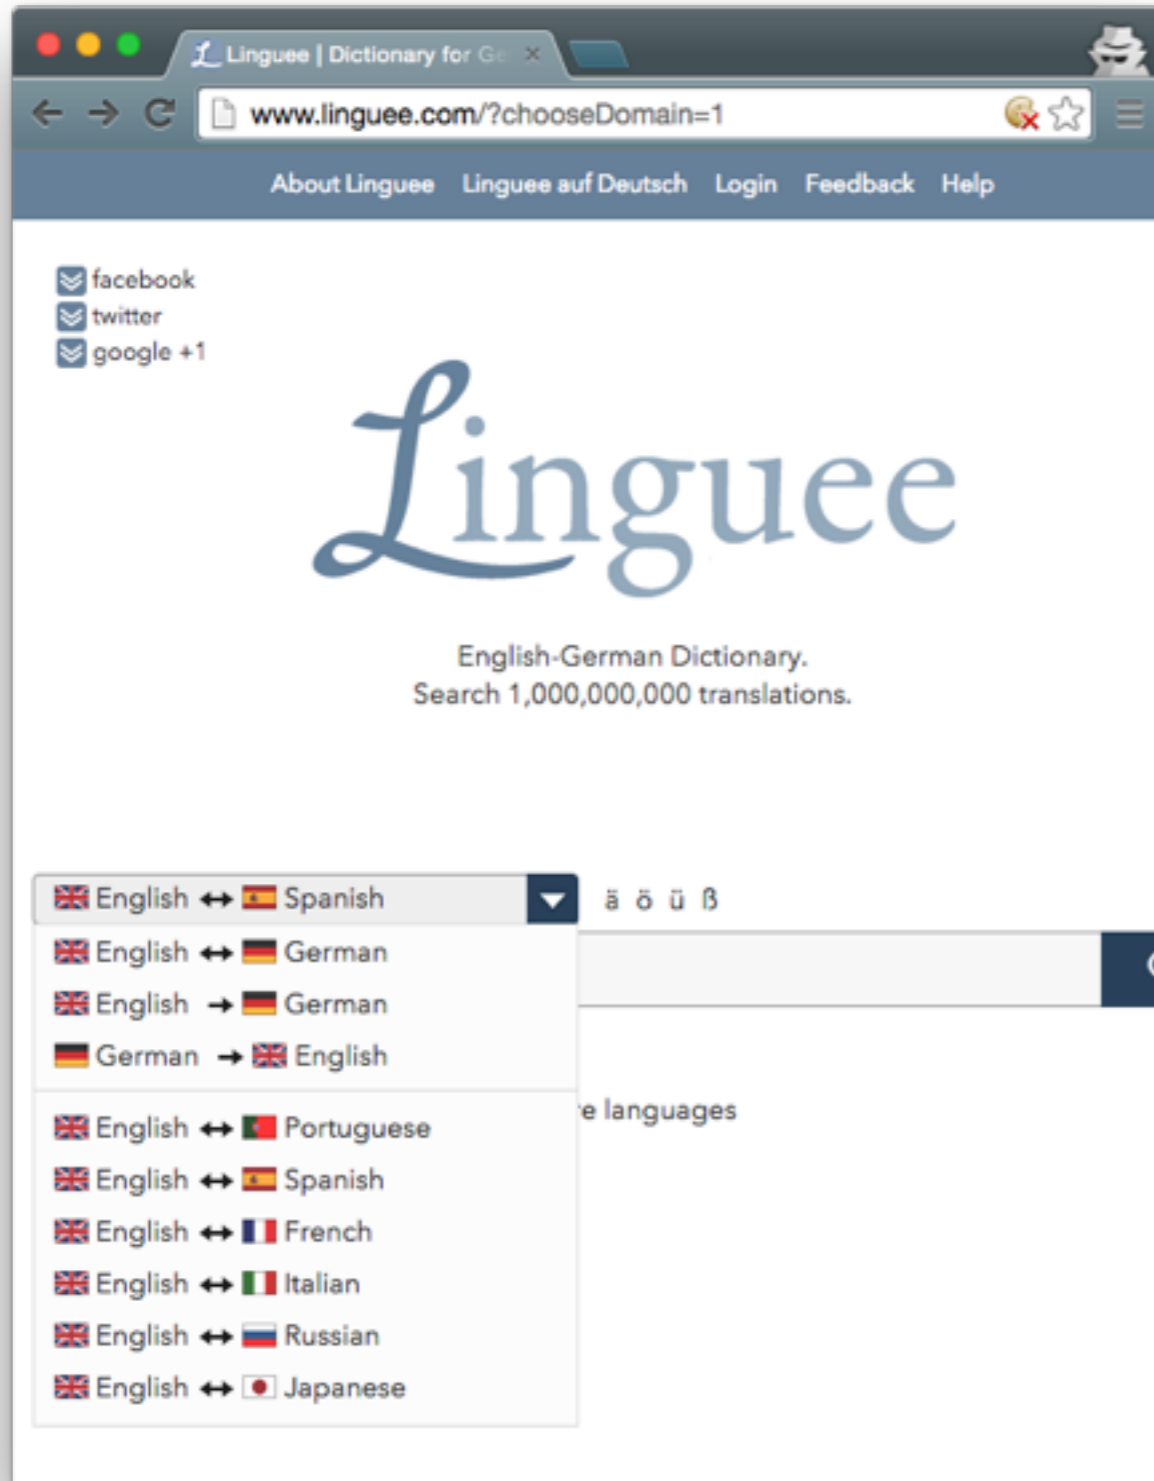 Linguee | Dictionary for Ge
www.linguee.com/?chooseDomain=1
About Linguee Linguee auf Deutsch Login Feedback Help
facebook
twitter
google +1
Linguee
English-German Dictionary.
Search 1,000,000,000 translations.
English ↔ Spanish ä ö ü ß
English ↔ German
English → German
German → English
English ↔ Portuguese
re languages
English ↔ Spanish
English ↔ French
English ↔ Italian
English ↔ Russian
English ↔ Japanese